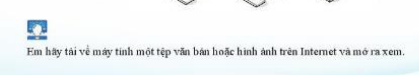 Em hãy tải về máy tính một tệp văn bản hoặc hình ảnh trên Internet và mở ra xem.